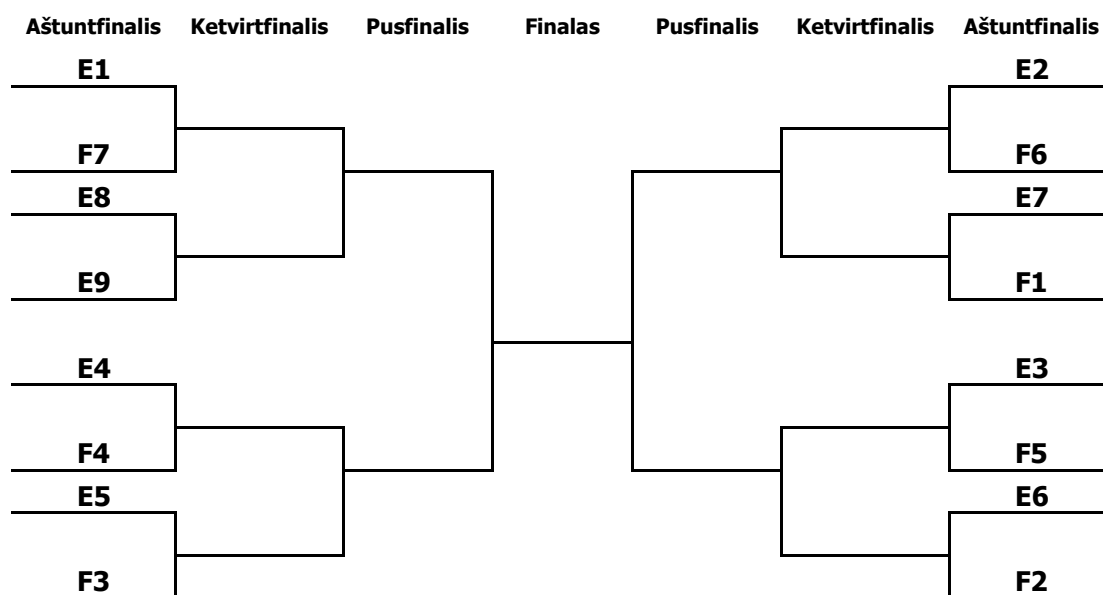 Aštuntfinalis Ketvirtfinalis Pusfinalis Finalas Pusfinalis Ketvirtfinalis Aštuntfinalis
E1 E2
F7 F6
E8 E7
E9 F1
E4 E3
F4 F5
E5 E6
F3 F2